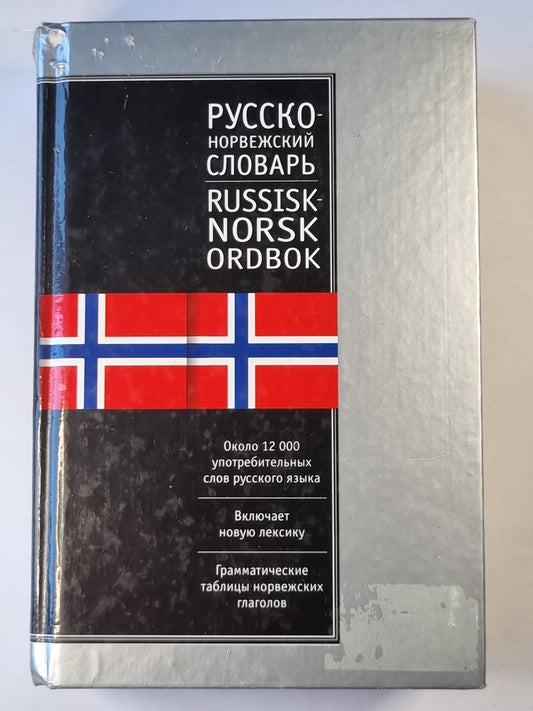 РУССКО-
НОРВЕЖСКИЙ
СЛОВАРЬ
RUSSISK-
NORSK
ORDBOK
Около 12 000
употребительных
слов русского языка
Включает
новую лексику
Грамматические
таблицы норвежских
глаголов